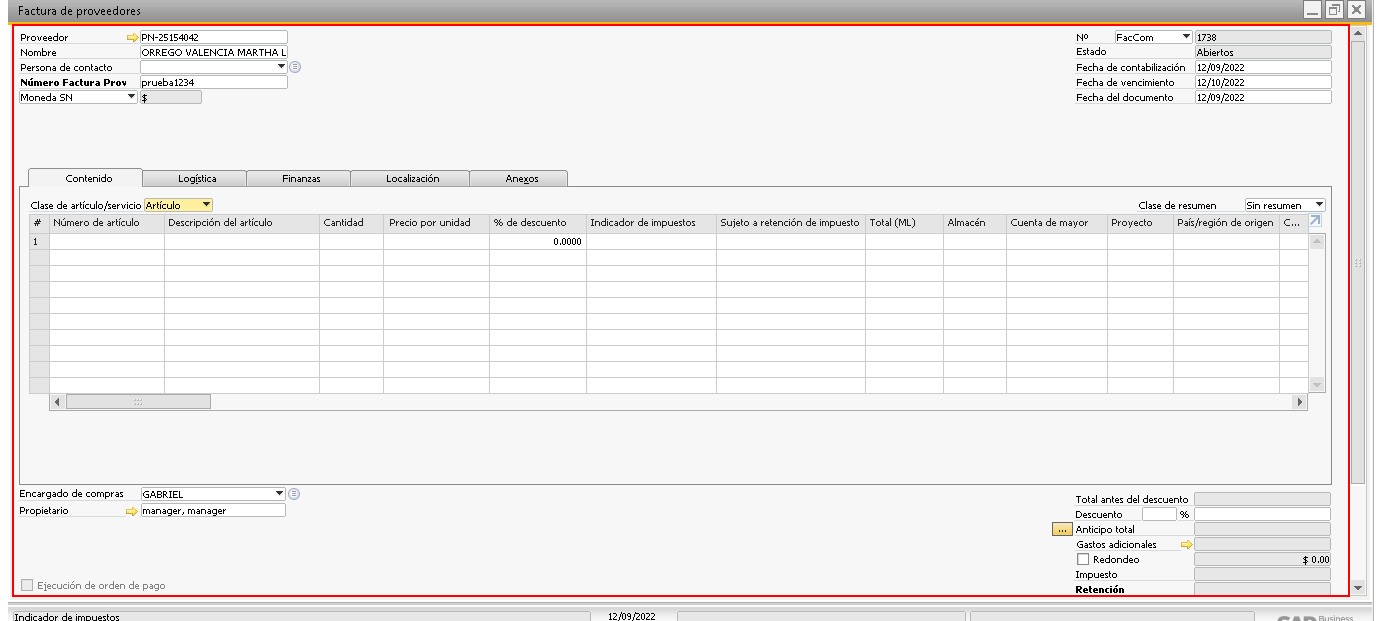 Factura de proveedores
Proveedor PN-25154042
Nombre ORREGO VALENCIA MARTHA L
Persona de contacto
Número Factura Prov prueba1234
Moneda SN $
Nº FacCom 1738
Estado Abiertos
Fecha de contabilización 12/09/2022
Fecha de vencimiento 12/10/2022
Fecha del documento 12/09/2022
Contenido Logística Finanzas Localización Anexos
Clase de artículo/servicio Artículo Clase de resumen Sin resumen
# Número de artículo Descripción del artículo Cantidad Precio por unidad % de descuento Indicador de impuestos Sujeto a retención de impuesto Total (ML) Almacén Cuenta de mayor Proyecto País/región de origen C...
1 0.0000
Encargado de compras GABRIEL
Propietario manager, manager
Total antes del descuento
Descuento %
... Anticipo total
Gastos adicionales
Redondeo $ 0.00
Impuesto
Retención
Ejecución de orden de pago
Indicador de impuestos 12/09/2022 SAP Business